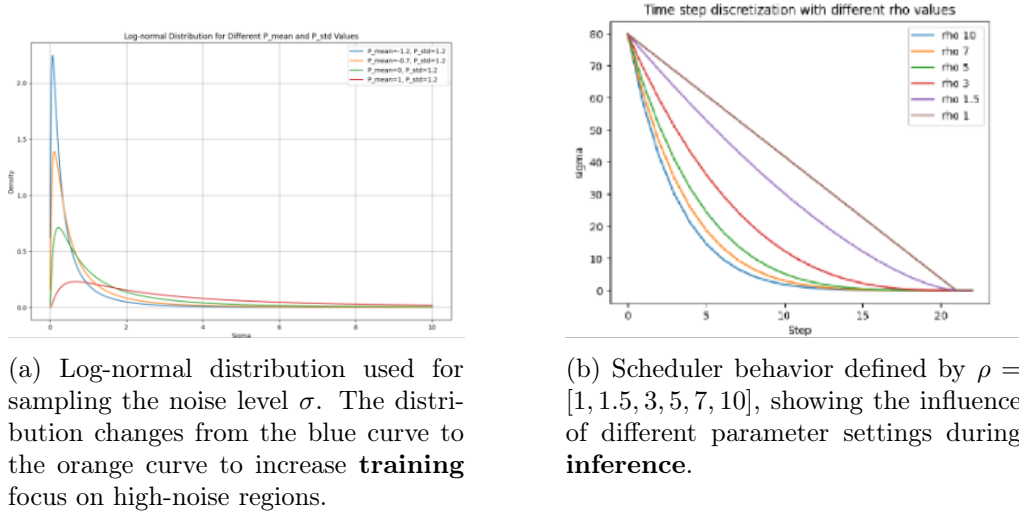 Log-normal Distribution for Different P_mean and P_std Values
P_mean=-1.2, P_std=1.2
P_mean=-0.7, P_std=1.2
P_mean=0, P_std=1.2
P_mean=1, P_std=1.2
2.0
1.5
1.0
0.5
0.0
Density
0 2 4 6 8 10
Sigma
Time step discretization with different rho values
rho 10
rho 7
rho 5
rho 3
rho 1.5
rho 1
80
70
60
50
40
30
20
10
0
sigma
0 5 10 15 20
Step
(a) Log-normal distribution used for
sampling the noise level σ. The distri-
bution changes from the blue curve to
the orange curve to increase training
focus on high-noise regions.
(b) Scheduler behavior defined by ρ =
[1, 1.5, 3, 5, 7, 10], showing the influence
of different parameter settings during
inference.